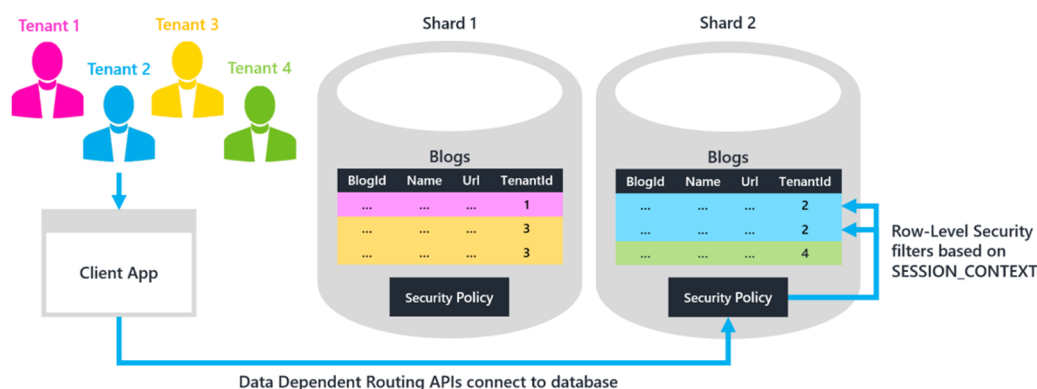 Tenant 1
Tenant 3
Tenant 2
Tenant 4
Client App
Shard 1
Blogs
BlogId Name Url TenantId
... ... ... 1
... ... ... 3
... ... ... 3
Security Policy
Shard 2
Blogs
BlogId Name Url TenantId
... ... ... 2
... ... ... 2
... ... ... 4
Security Policy
Row-Level Security
filters based on
SESSION_CONTEXT
Data Dependent Routing APIs connect to database